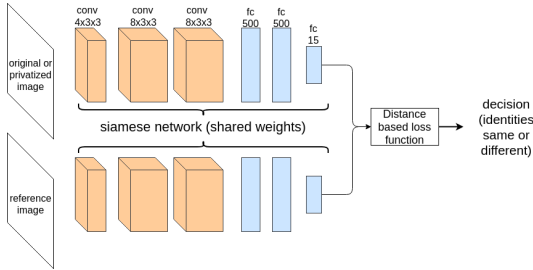 original or
privatized
image
conv
4x3x3
conv
8x3x3
conv
8x3x3
fc
500
fc
500
fc
15
siamese network (shared weights)
Distance
based loss
function
decision
(identities
same or
different)
reference
image